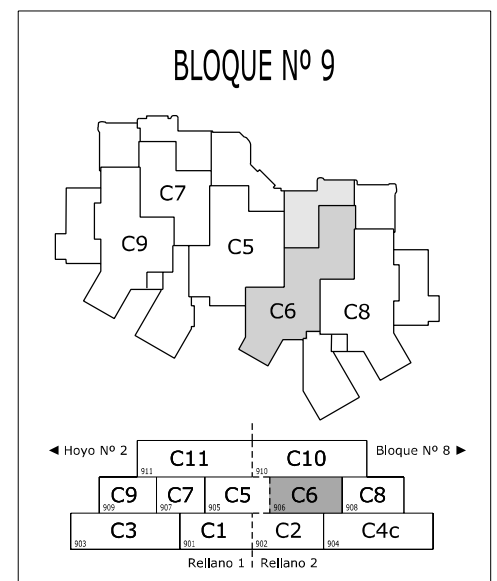 BLOQUE Nº 9
C7
C9
C5
C6
C8
◄ Hoyo Nº 2
Bloque Nº 8 ►
C11
C10
911
910
C9
C7
C5
C6
C8
909
907
905
906
908
C3
C1
C2
C4c
903
901
902
904
Rellano 1
Rellano 2